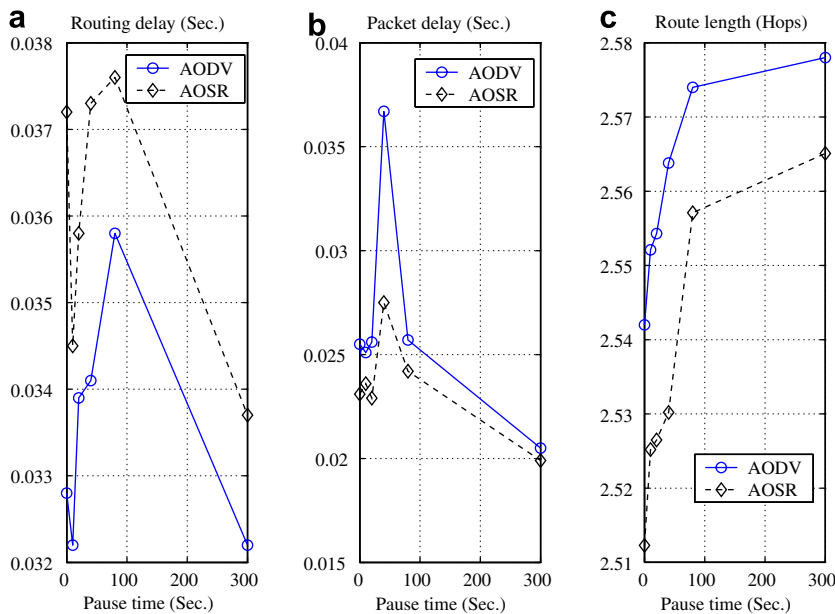 a
Routing delay (Sec.)
0.038
0.037
0.036
0.035
0.034
0.033
0.032
AODV
AOSR
0
100
200
300
Pause time (Sec.)
b
Packet delay (Sec.)
0.04
0.035
0.03
0.025
0.02
0.015
AODV
AOSR
0
100
200
300
Pause time (Sec.)
c
Route length (Hops)
2.58
2.57
2.56
2.55
2.54
2.53
2.52
2.51
AODV
AOSR
0
100
200
300
Pause time (Sec.)